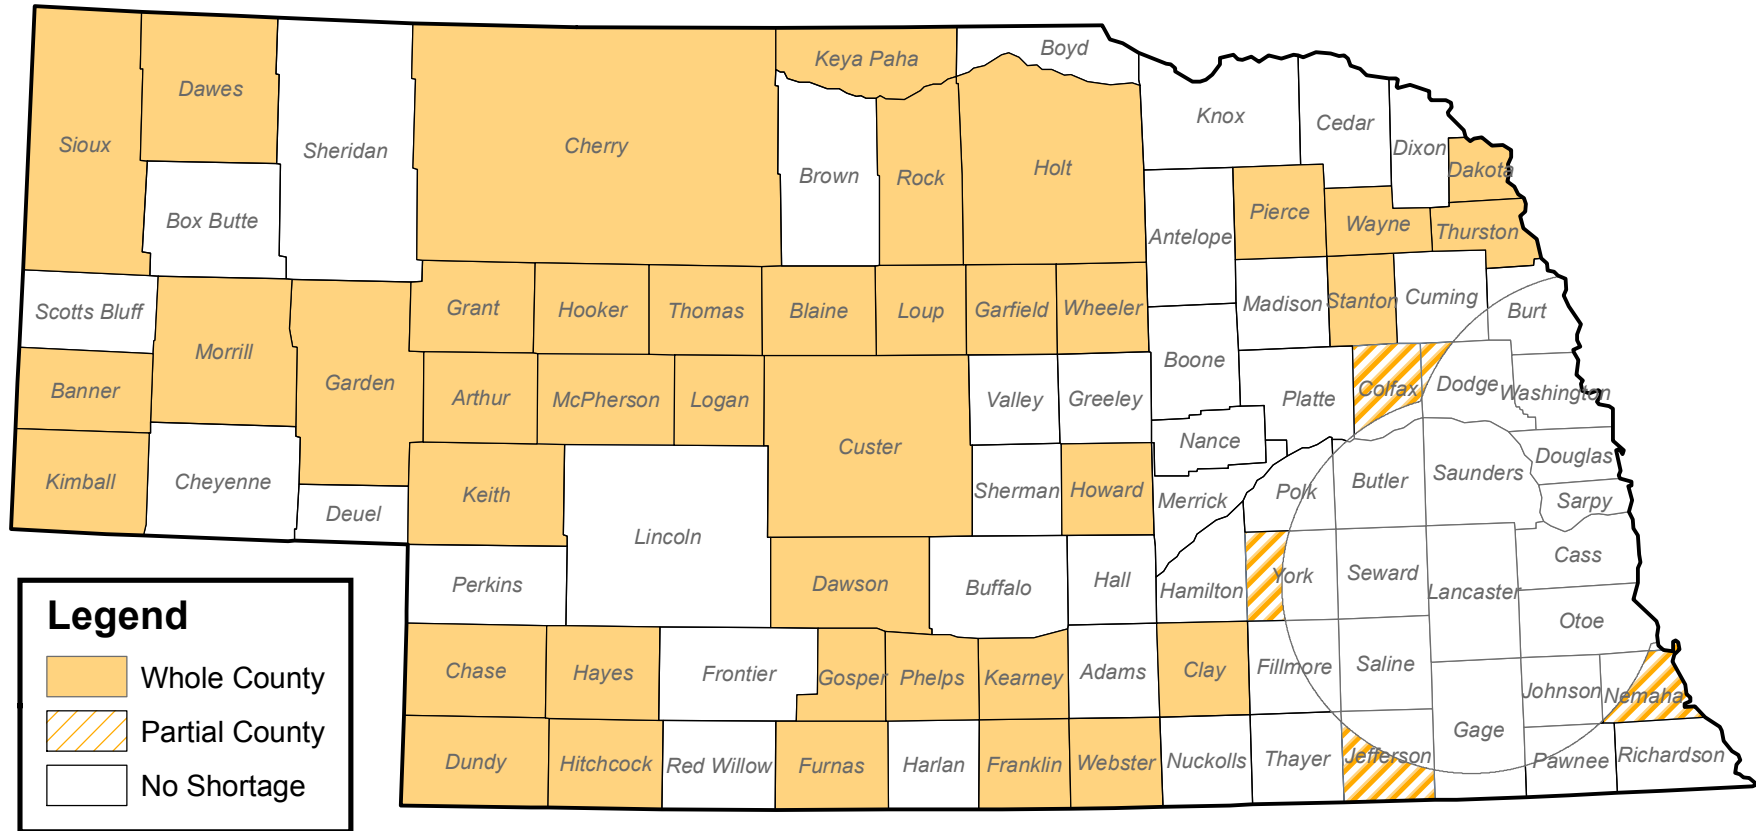 Boyd
Keya Paha
Dawes
Knox
Cedar
Sioux
Cherry
Sheridan
Dixon
Holt
Dakota
Brown
Rock
Box Butte
Pierce
Wayne
Thurston
Antelope
Scotts Bluff
Grant
Hooker
Thomas
Blaine
Loup
Garfield
Wheeler
Madison
Stanton
Cuming
Burt
Morrill
Boone
Banner
Garden
Arthur
McPherson
Logan
Valley
Greeley
Platte
Colfax
Dodge
Washington
Custer
Nance
Douglas
Kimball
Cheyenne
Keith
Sherman
Howard
Merrick
Polk
Butler
Saunders
Sarpy
Deuel
Lincoln
Cass
Perkins
Dawson
Buffalo
Hall
Hamilton
York
Seward
Lancaster
Otoe
Chase
Hayes
Frontier
Gosper
Phelps
Kearney
Adams
Clay
Fillmore
Saline
Johnson
Nemaha
Dundy
Hitchcock
Red Willow
Furnas
Harlan
Franklin
Webster
Nuckolls
Thayer
Jefferson
Gage
Pawnee
Richardson
Legend
Whole County
Partial County
No Shortage